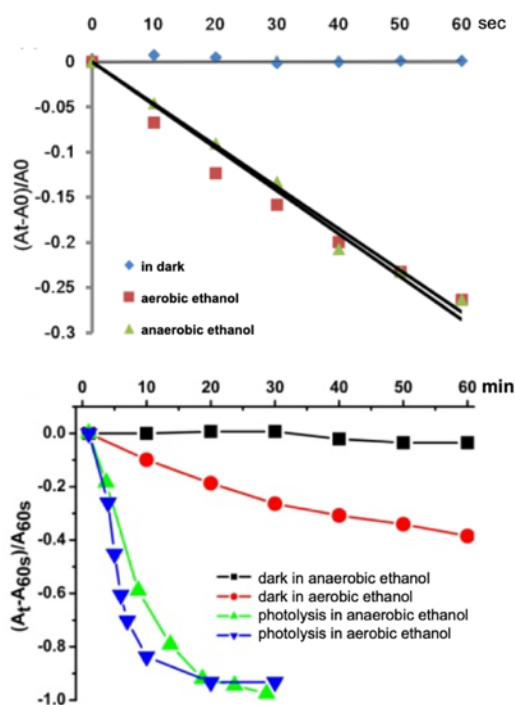 0 10 20 30 40 50 60 sec
0
-0.05
-0.1
-0.15
-0.2
-0.25
-0.3
(At-A0)/A0
in dark
aerobic ethanol
anaerobic ethanol
0 10 20 30 40 50 60 min
0.0
-0.2
-0.4
-0.6
-0.8
-1.0
(At-A60s)/A60s
dark in anaerobic ethanol
dark in aerobic ethanol
photolysis in anaerobic ethanol
photolysis in aerobic ethanol